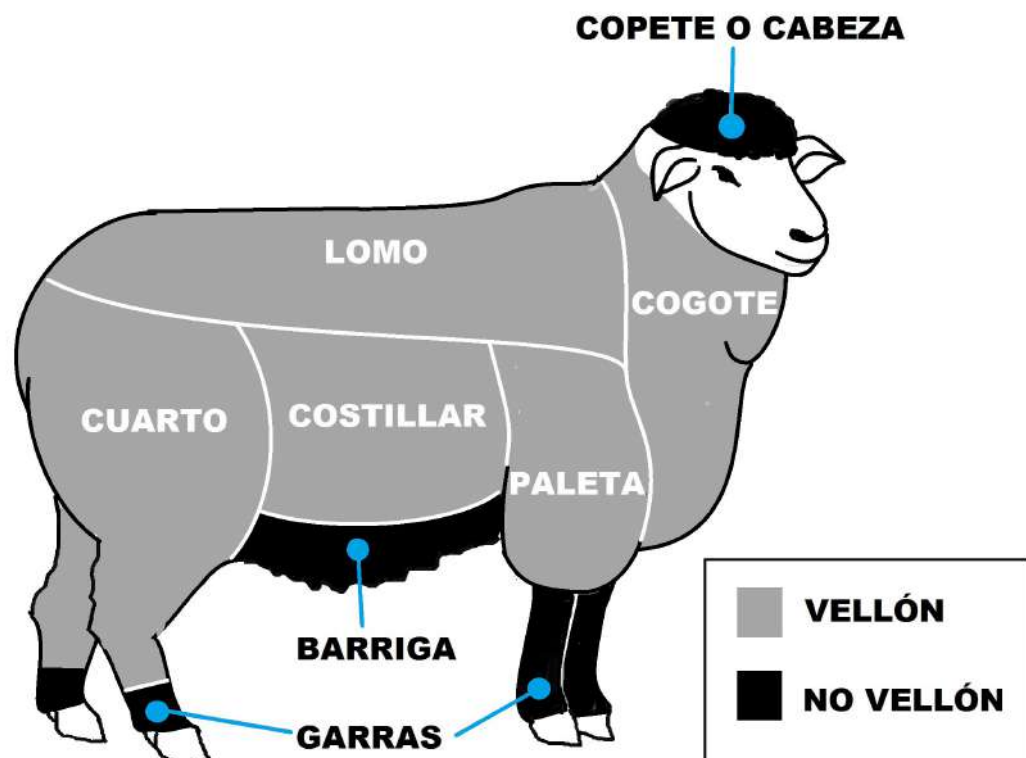 COPETE O CABEZA
LOMO
COGOTE
CUARTO
COSTILLAR
PALETA
BARRIGA
GARRAS
VELLÓN
NO VELLÓN